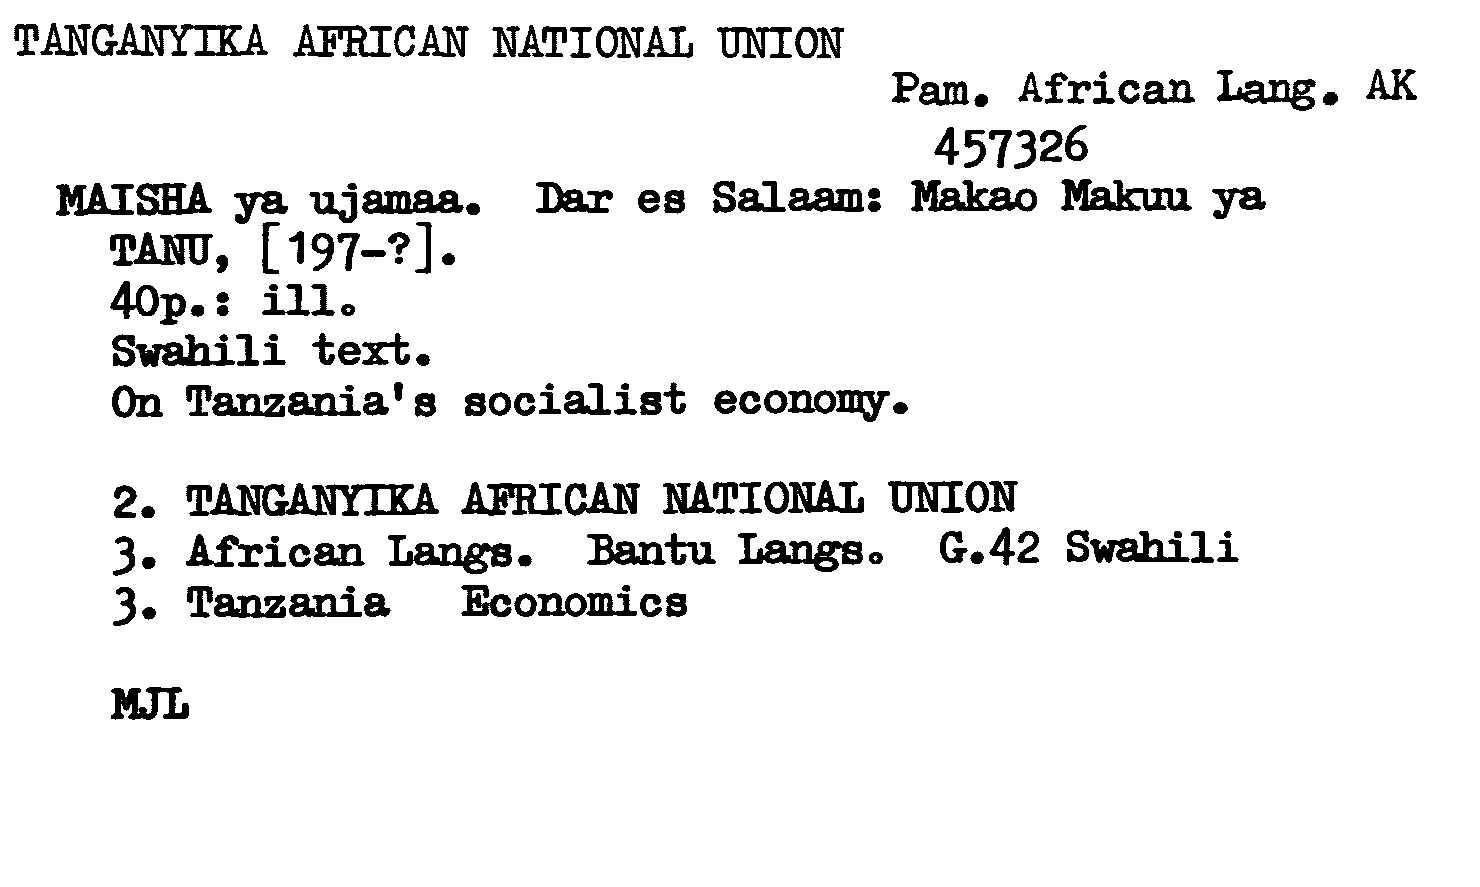 TANGANYIKA AFRICAN NATIONAL UNION
Pam. African Lang. AK
457326
MAISHA ya ujamaa. Dar es Salaam: Makao Makuu ya
TANU, [197-?].
40p.: ill.
Swahili text.
On Tanzania's socialist economy.
2. TANGANYIKA AFRICAN NATIONAL UNION
3. African Langs. Bantu Langs. G.42 Swahili
3. Tanzania Economics
MJL